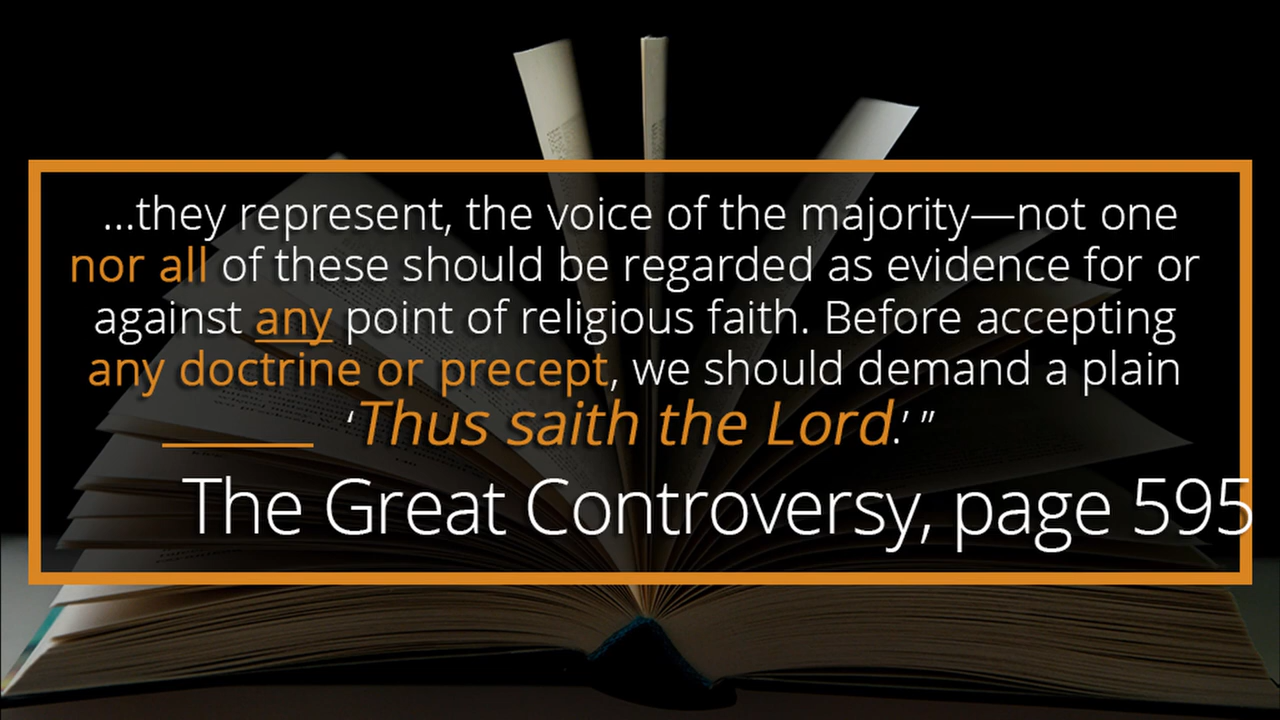 ...they represent, the voice of the majority—not one
nor all of these should be regarded as evidence for or
against any point of religious faith. Before accepting
any doctrine or precept, we should demand a plain
‘Thus saith the Lord.’ ”
The Great Controversy, page 595